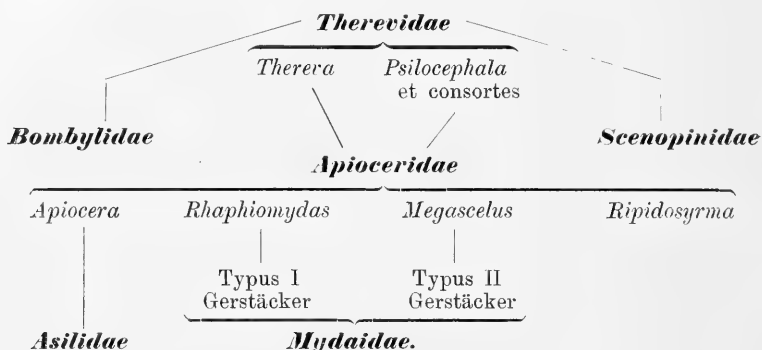 Therevidae
Therera Psilocephala
et consortes
Bombylidae Scenopinidae
Apioceridae
Apiocera Rhaphiomydas Megascelus Ripidosyrma
Typus I Typus II
Gerstäcker Gerstäcker
Asilidae Mydaidae.